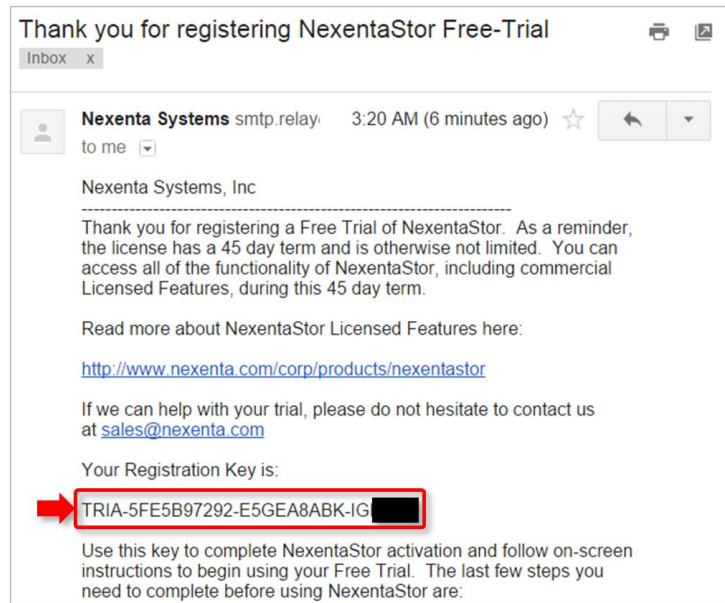 Thank you for registering NexentaStor Free-Trial
Inbox x
Nexenta Systems smtp.relay 3:20 AM (6 minutes ago)
to me
Nexenta Systems, Inc
-----------------------------------------------------------------------
Thank you for registering a Free Trial of NexentaStor. As a reminder,
the license has a 45 day term and is otherwise not limited. You can
access all of the functionality of NexentaStor, including commercial
Licensed Features, during this 45 day term.
Read more about NexentaStor Licensed Features here:
http://www.nexenta.com/corp/products/nexentastor
If we can help with your trial, please do not hesitate to contact us
at sales@nexenta.com
Your Registration Key is:
TRIA-5FE5B97292-E5GEA8ABK-IG
Use this key to complete NexentaStor activation and follow on-screen
instructions to begin using your Free Trial. The last few steps you
need to complete before using NexentaStor are: